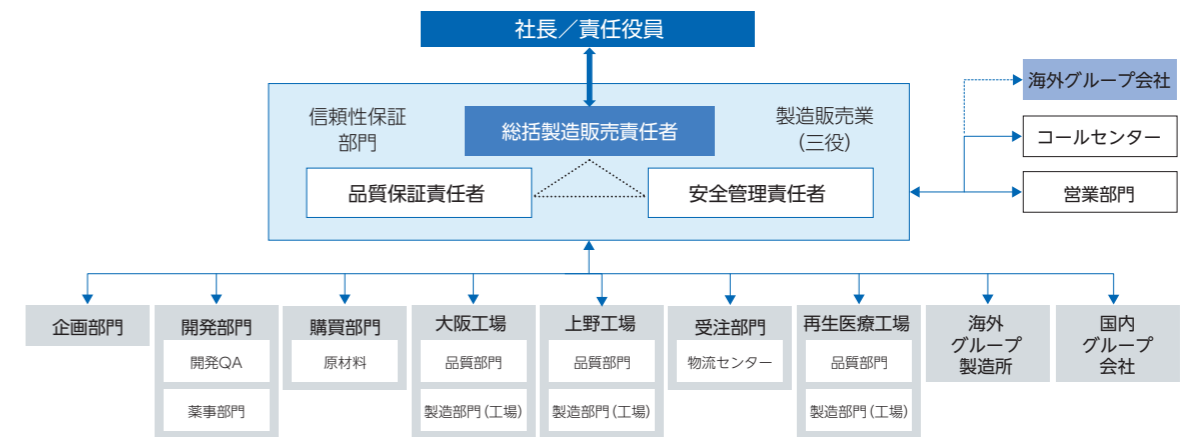 社長／責任役員
信頼性保証
部門
総括製造販売責任者
製造販売業
(三役)
品質保証責任者
安全管理責任者
海外グループ会社
コールセンター
営業部門
企画部門
開発部門
開発QA
薬事部門
購買部門
原材料
大阪工場
品質部門
製造部門(工場)
上野工場
品質部門
製造部門(工場)
受注部門
物流センター
再生医療工場
品質部門
製造部門(工場)
海外
グループ
製造所
国内
グループ
会社